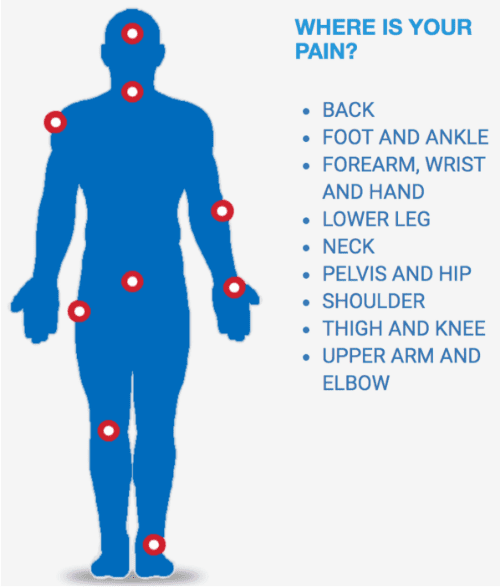 WHERE IS YOUR
PAIN?
• BACK
• FOOT AND ANKLE
• FOREARM, WRIST
AND HAND
• LOWER LEG
• NECK
• PELVIS AND HIP
• SHOULDER
• THIGH AND KNEE
• UPPER ARM AND
ELBOW